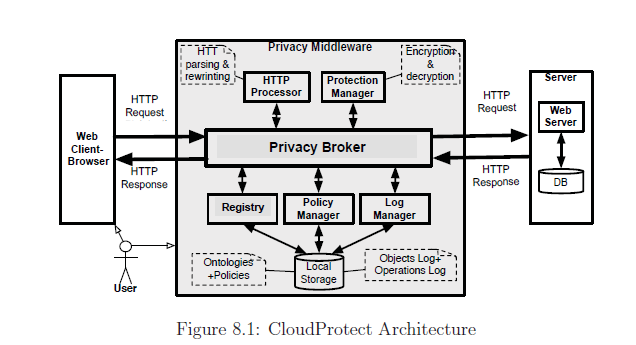 Privacy Middleware
HTT
parsing &
rewrinting
Encryption
&
decryption
HTTP
Processor
Protection
Manager
Server
HTTP
Request
HTTP
Request
Web
Server
Web
Client-
Browser
Privacy Broker
HTTP
Response
HTTP
Response
DB
Registry
Policy
Manager
Log
Manager
Ontologies
+Policies
Local
Storage
Objects Log+
Operations Log
User
Figure 8.1: CloudProtect Architecture